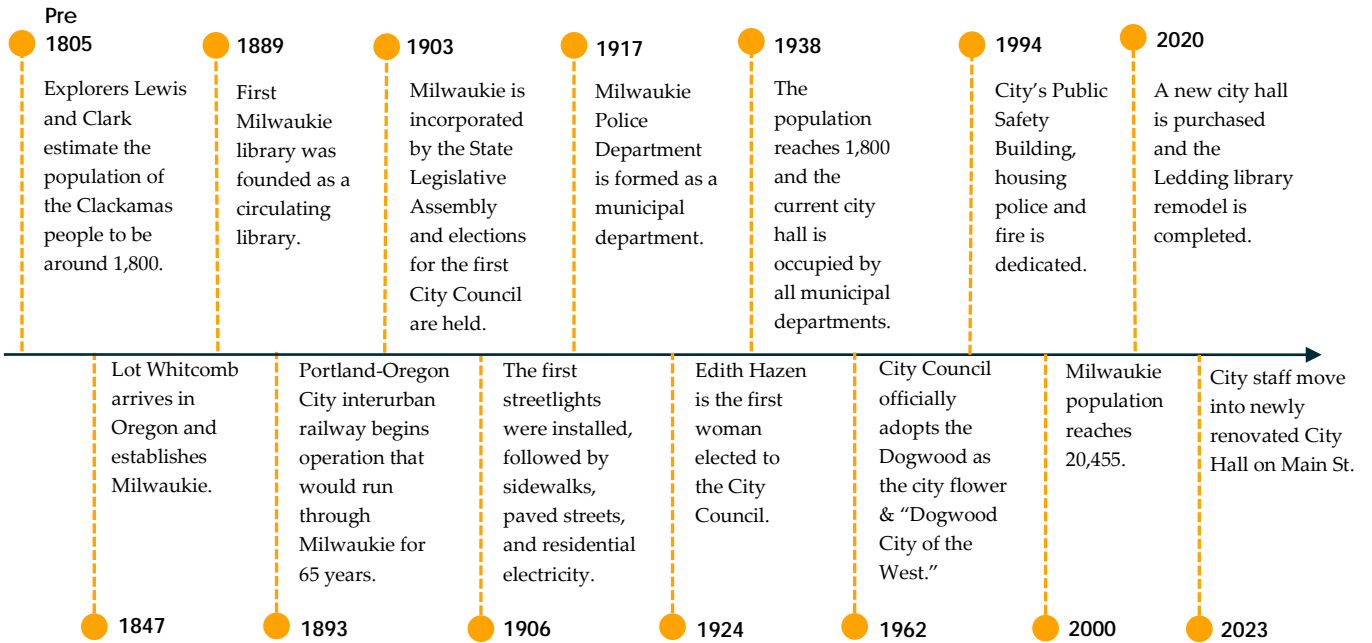 Pre
1805
Explorers Lewis
and Clark
estimate the
population of
the Clackamas
people to be
around 1,800.
1889
First
Milwaukie
library was
founded as a
circulating
library.
1903
Milwaukie is
incorporated
by the State
Legislative
Assembly
and elections
for the first
City Council
are held.
1917
Milwaukie
Police
Department
is formed as a
municipal
department.
1938
The
population
reaches 1,800
and the
current city
hall is
occupied by
all municipal
departments.
1994
City's Public
Safety
Building,
housing
police and
fire is
dedicated.
2020
A new city hall
is purchased
and the
Ledding library
remodel is
completed.
Lot Whitcomb
arrives in
Oregon and
establishes
Milwaukie.
1847
Portland-Oregon
City interurban
railway begins
operation that
would run
through
Milwaukie for
65 years.
1893
The first
streetlights
were installed,
followed by
sidewalks,
paved streets,
and residential
electricity.
1906
Edith Hazen
is the first
woman
elected to
the City
Council.
1924
City Council
officially
adopts the
Dogwood as
the city flower
& “Dogwood
City of the
West.”
1962
Milwaukie
population
reaches
20,455.
2000
City staff move
into newly
renovated City
Hall on Main St.
2023